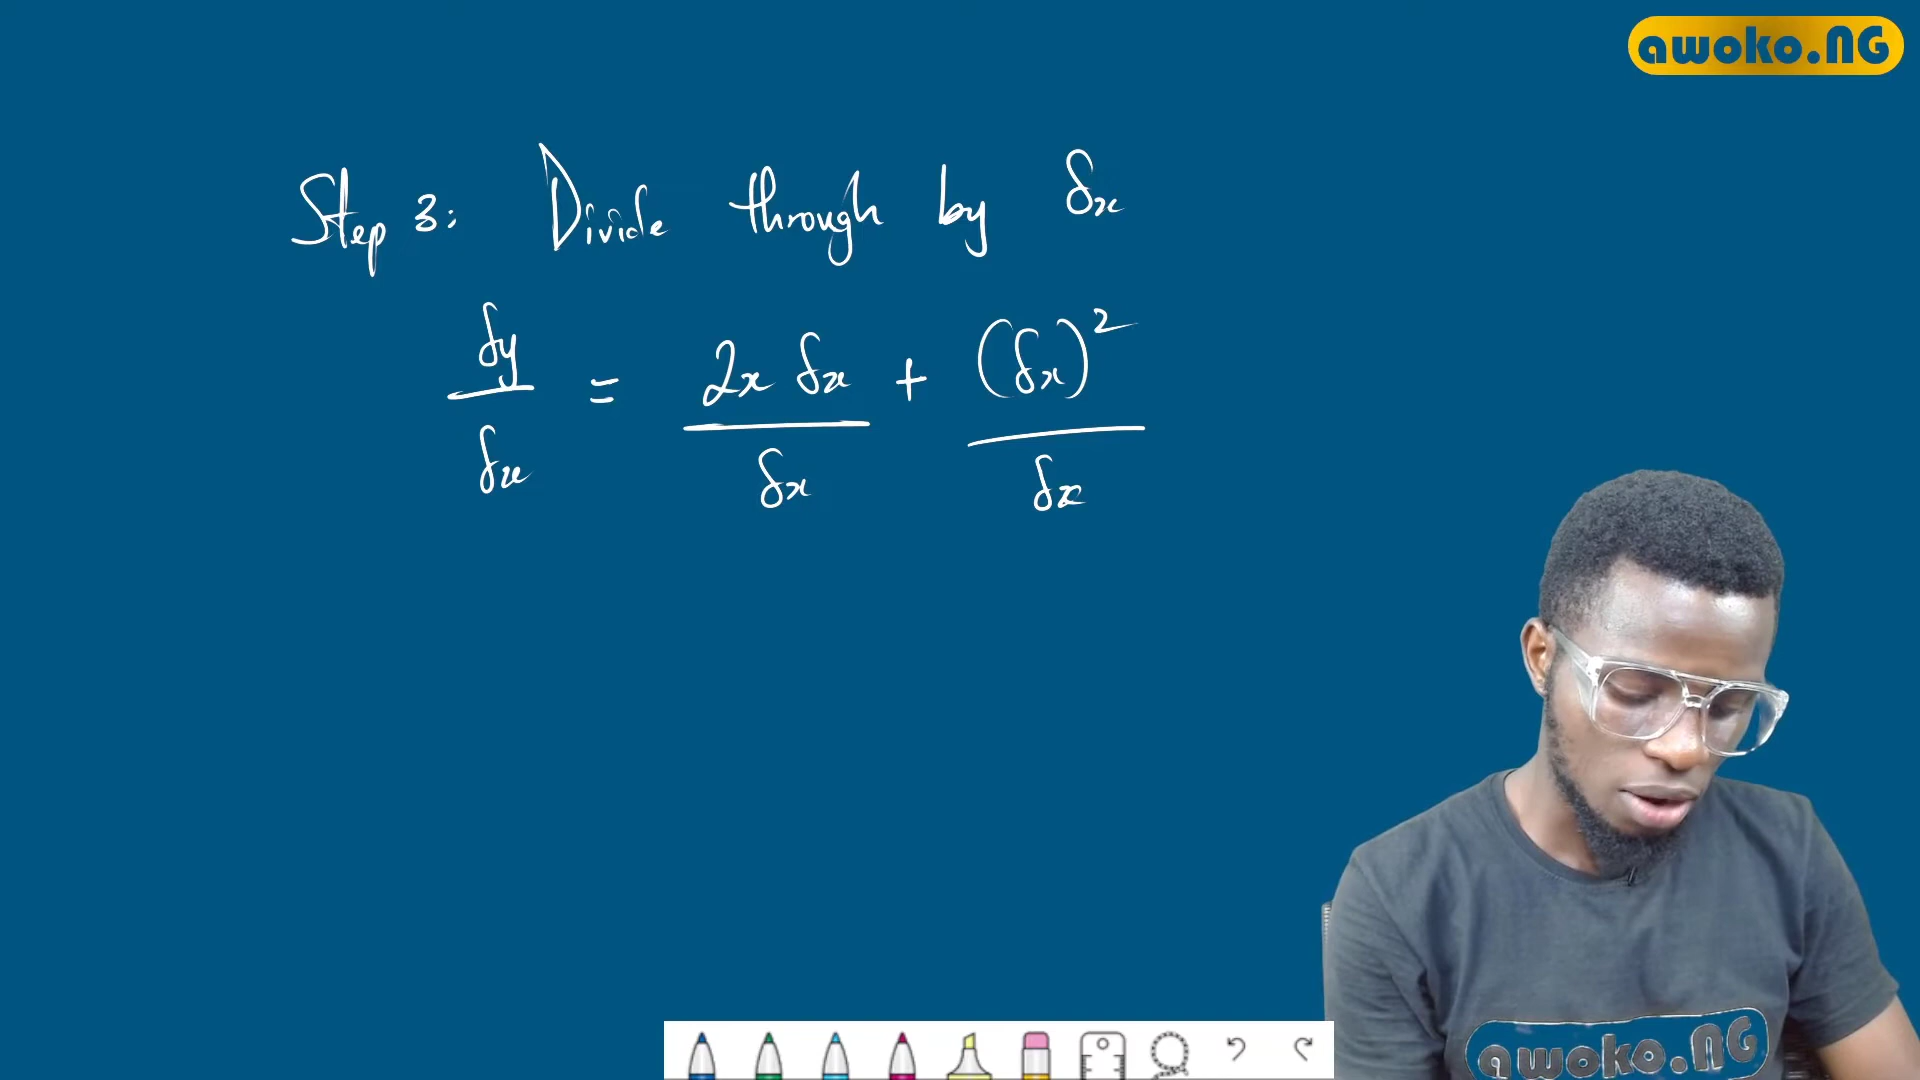 awoko.NG
Step 3: Divide through by δx
δy/δx = 2x δx/δx + (δx)²/δx
awoko.NG